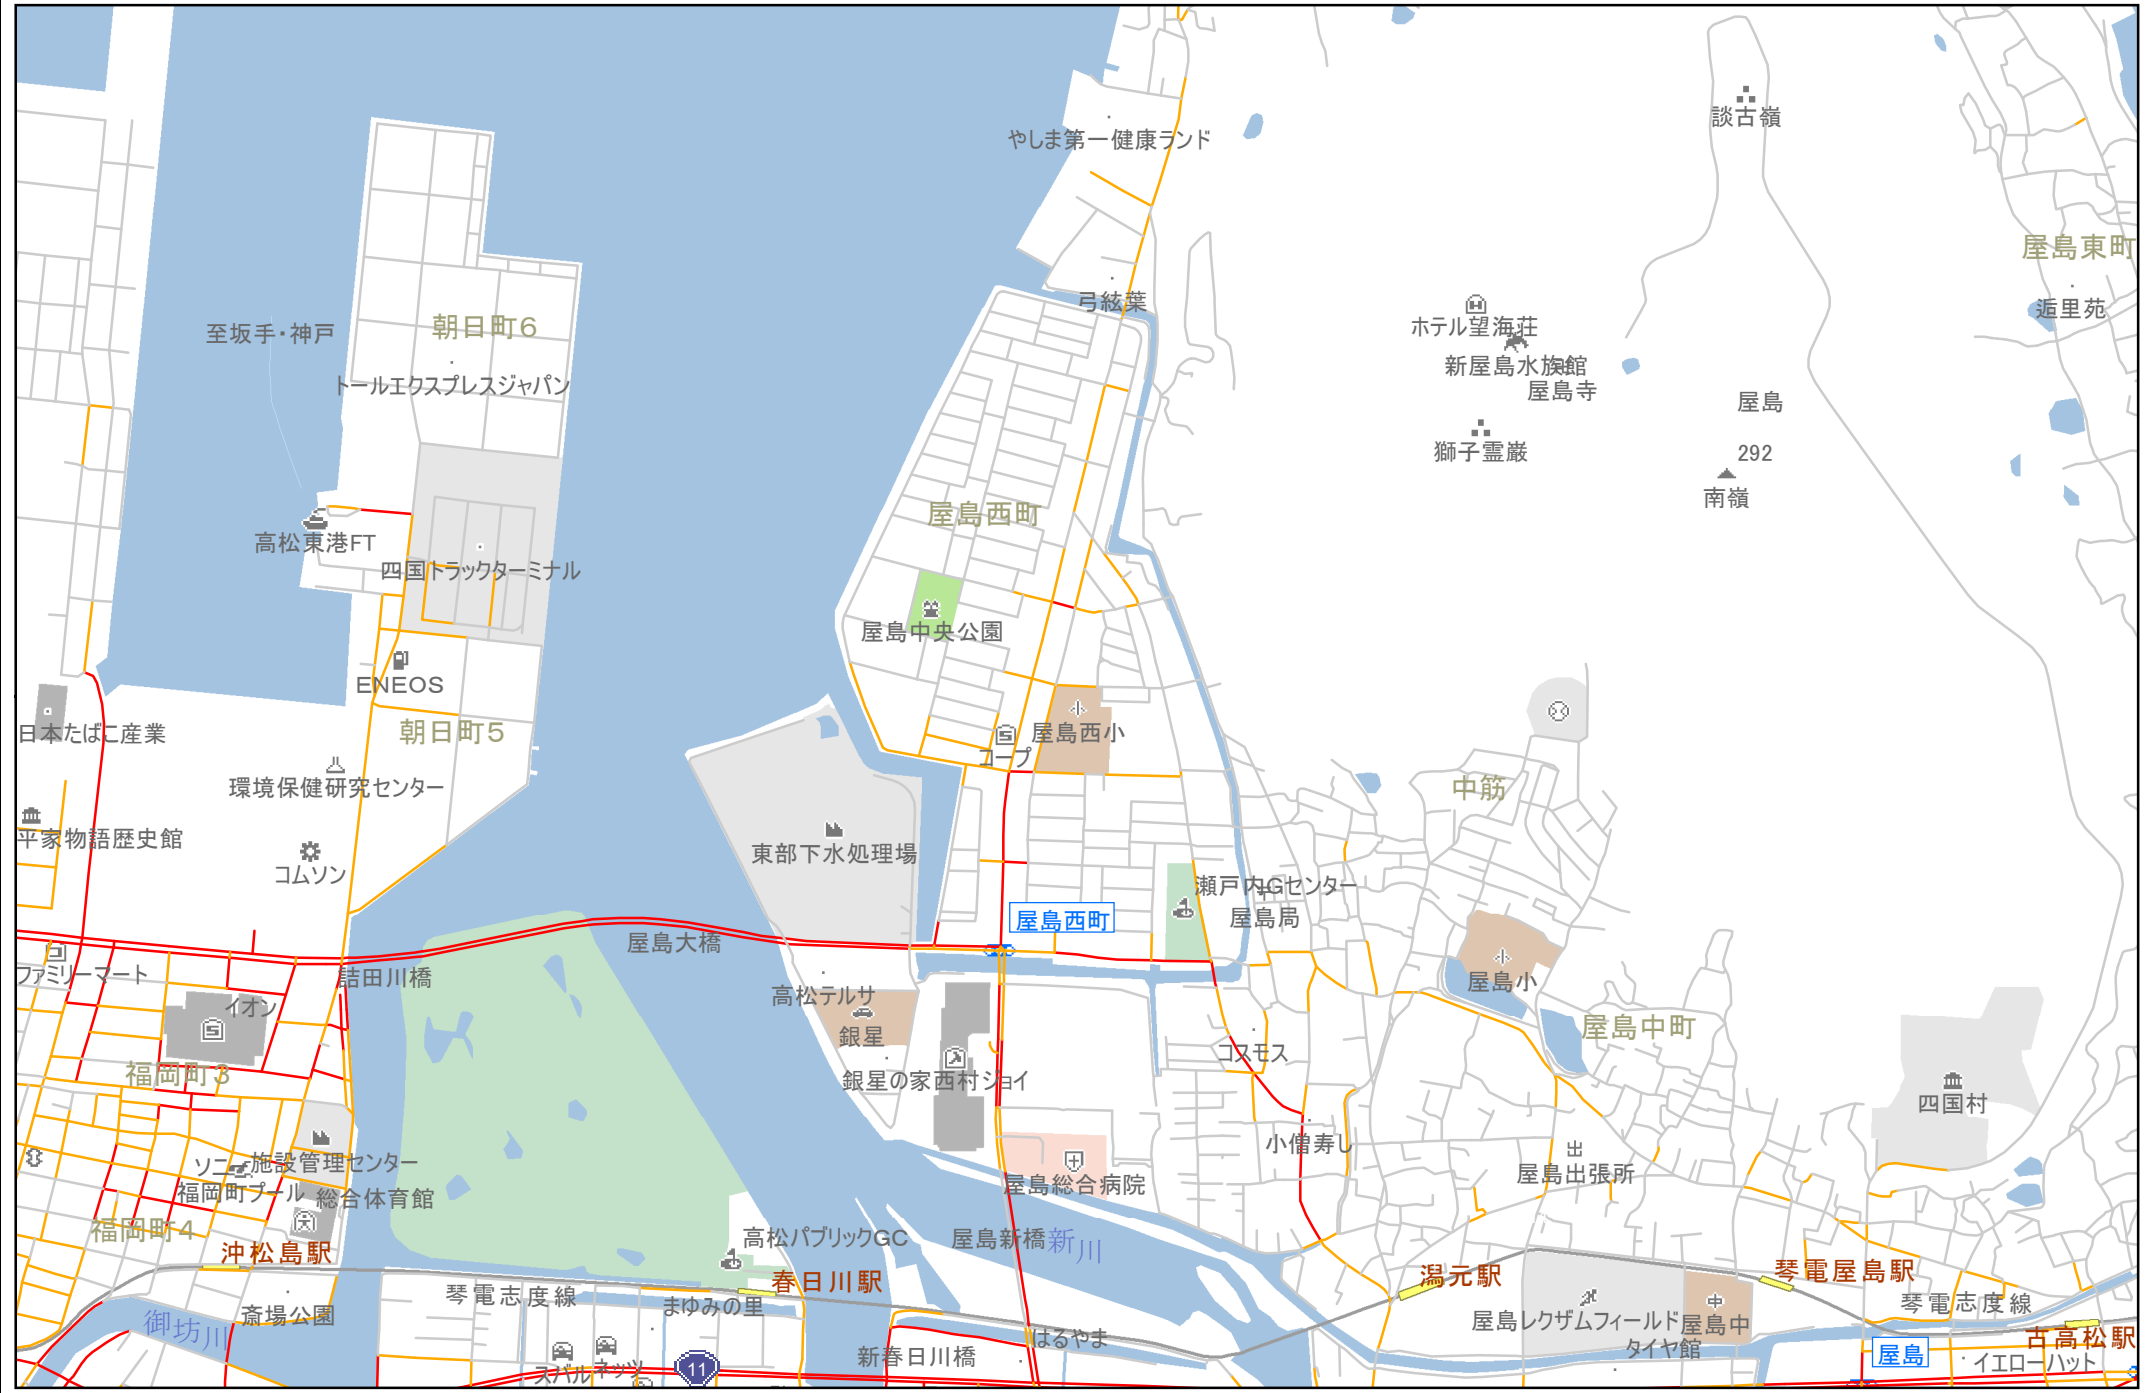 談古嶺
やしま第一健康ランド
屋島東町
逅里苑
弓絃葉
至坂手・神戸
朝日町6
ホテル望海荘
新屋島水族館
屋島寺
トールエクスプレスジャパン
屋島
獅子霊巌
292
南嶺
屋島西町
高松東港FT
四国トラックターミナル
屋島中央公園
ENEOS
朝日町5
日本たばこ産業
屋島西小
コープ
環境保健研究センター
中筋
平家物語歴史館
東部下水処理場
コムソン
瀬戸内Gセンター
屋島西町
屋島局
屋島大橋
ファミリーマート
詰田川橋
屋島小
高松テルサ
イオン
銀星
屋島中町
コスモス
福岡町3
銀星の家
西村ジョイ
四国村
小僧寿し
ソニー
施設管理センター
屋島出張所
福岡町プール
総合体育館
屋島総合病院
福岡町4
高松パブリックGC
屋島新橋
新川
沖松島駅
春日川駅
潟元駅
琴電屋島駅
琴電志度線
まゆみの里
琴電志度線
斎場公園
御坊川
屋島レクザムフィールド
屋島中
はるやま
古高松駅
タイヤ館
新春日川橋
屋島
イエローハット
スバル
ネッツ
11